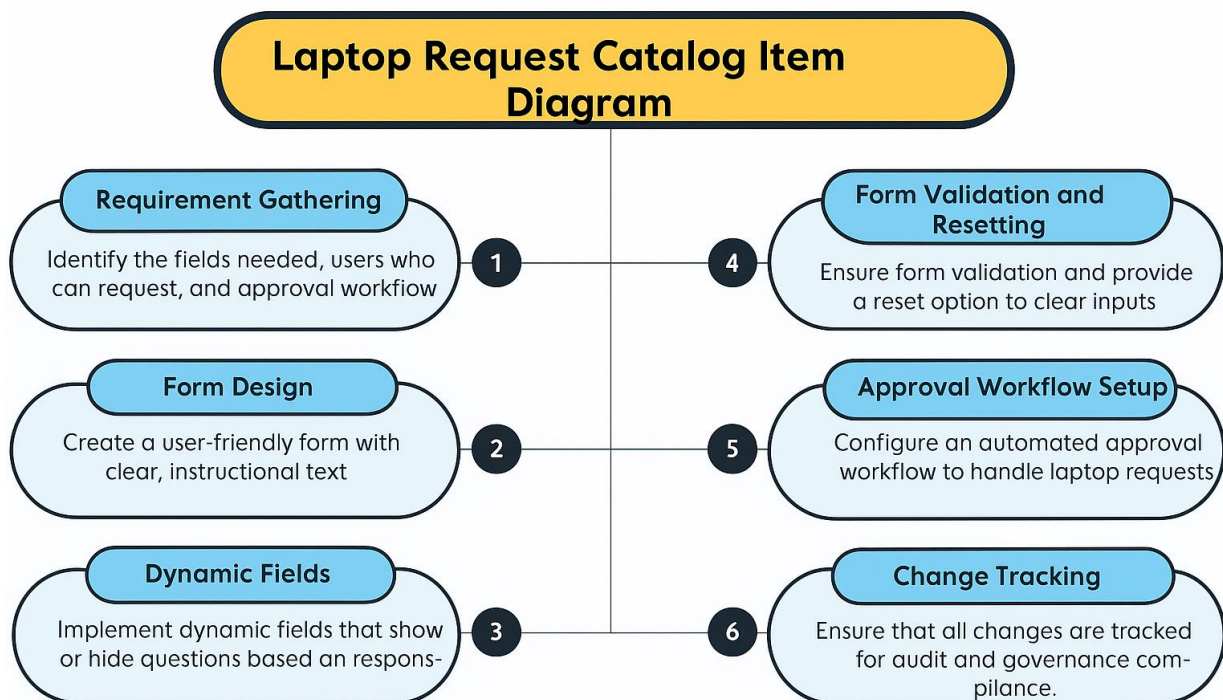 Laptop Request Catalog Item
Diagram
Requirement Gathering
Identify the fields needed, users who
can request, and approval workfiow
1
Form Design
Create a user-friendly form with
clear, instructional text
2
Dynamic Fields
Implement dynamic fields that show
or hide questions based an respons-
3
Form Validation and
Resetting
Ensure form validation and provide
a reset option to clear inputs
4
Approval Workflow Setup
Configure an automated approval
workflow to handle laptop requests
5
Change Tracking
Ensure that all changes are tracked
for audit and governance com-
pilance.
6